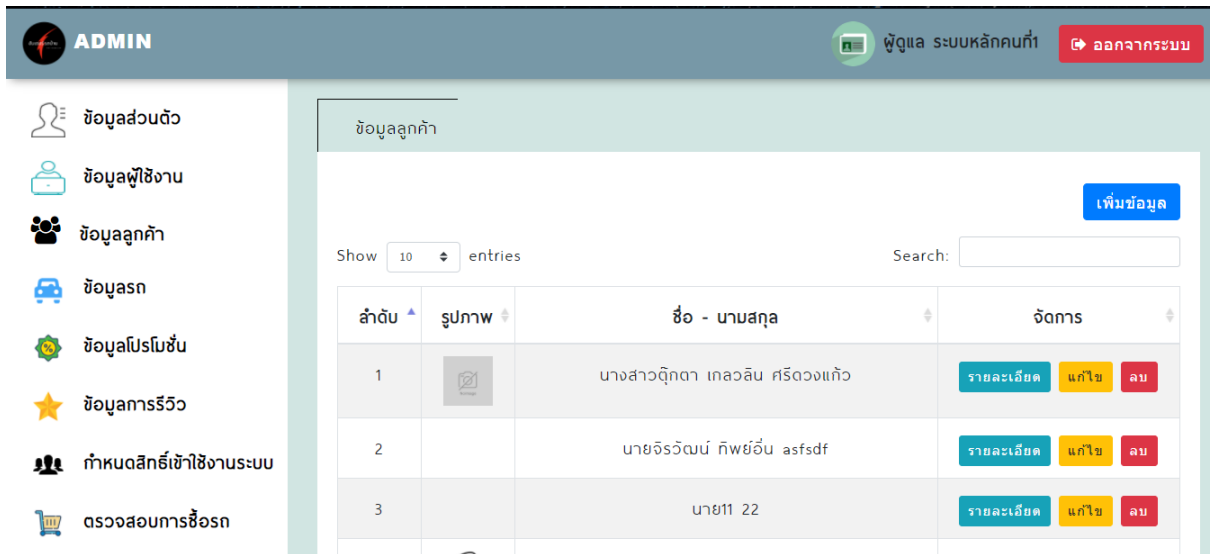 ADMIN
ผู้ดูแล ระบบหลักคนที่1
ออกจากระบบ
ข้อมูลส่วนตัว
ข้อมูลผู้ใช้งาน
ข้อมูลลูกค้า
ข้อมูลรถ
ข้อมูลโปรโมชั่น
ข้อมูลการรีวิว
กำหนดสิทธิ์เข้าใช้งานระบบ
ตรวจสอบการซื้อรถ
ข้อมูลลูกค้า
เพิ่มข้อมูล
Show 10 entries
Search:
ลำดับ รูปภาพ ชื่อ - นามสกุล จัดการ
1 นางสาวตุ๊กตา เกลวลิน ศรีดวงแก้ว รายละเอียด แก้ไข ลบ
2 นายจิรวัฒน์ ทิพย์อื่น asfsdf รายละเอียด แก้ไข ลบ
3 นาย11 22 รายละเอียด แก้ไข ลบ